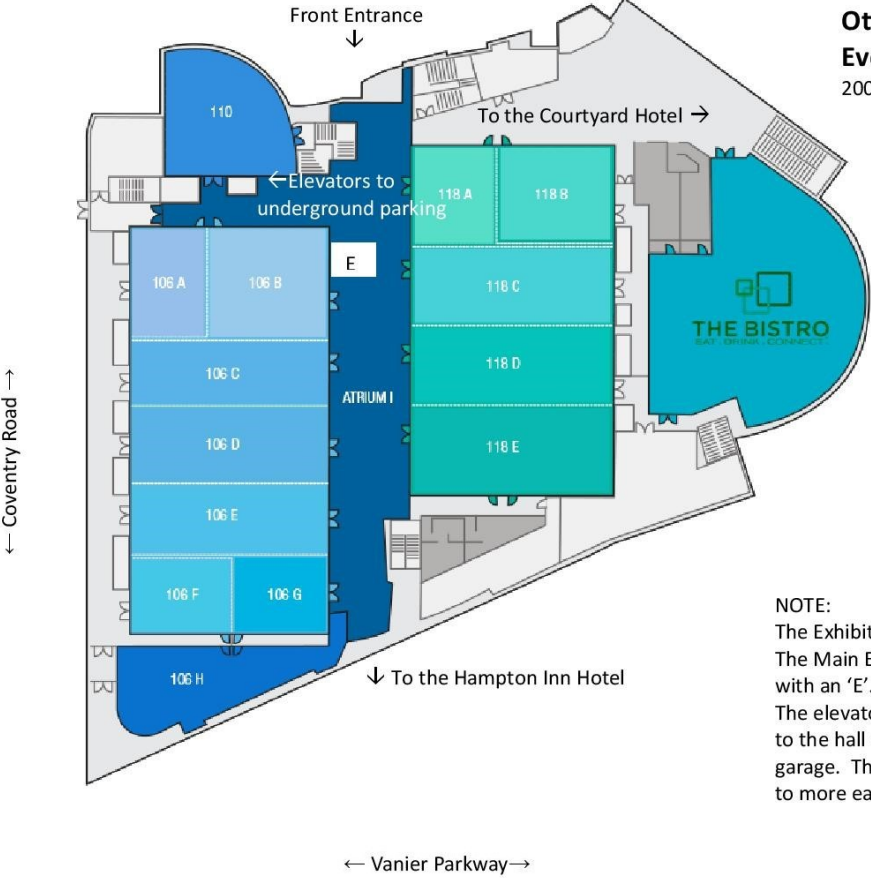 Front Entrance
↓
Ot
Eve
200
110
To the Courtyard Hotel →
←Elevators to
underground parking
118 A
118 B
E
106 A
106 B
118 C
THE BISTRO
EAT . DRINK . CONNECT.
106 C
118 D
ATRIUM I
← Coventry Road →
106 D
118 E
106 E
106 F
106 G
NOTE:
The Exhibit
The Main E
with an ‘E’.
The elevato
to the hall
garage. Th
to more ea
106 H
↓ To the Hampton Inn Hotel
← Vanier Parkway→